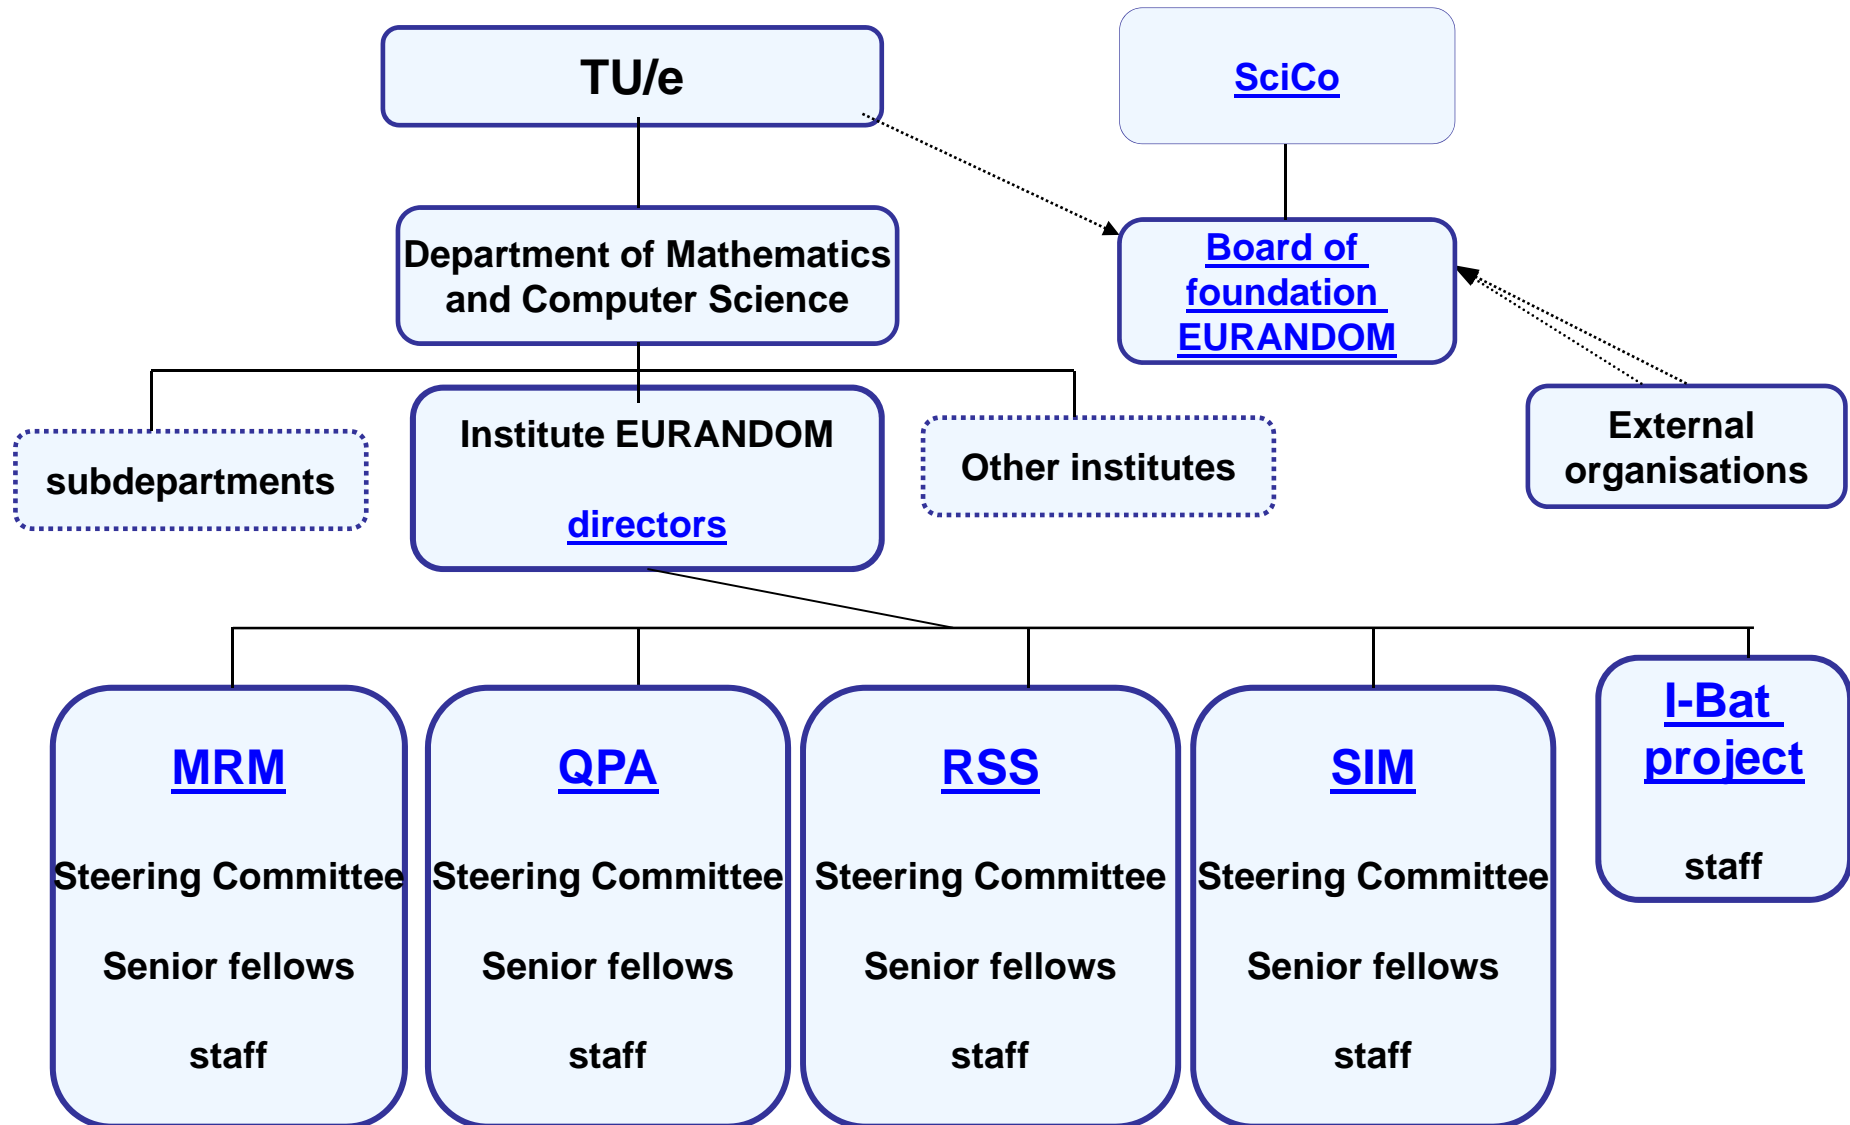 TU/e
SciCo
Department of Mathematics
and Computer Science
Board of
foundation
EURANDOM
subdepartments
Institute EURANDOM
directors
Other institutes
External
organisations
MRM
Steering Committee
Senior fellows
staff
QPA
Steering Committee
Senior fellows
staff
RSS
Steering Committee
Senior fellows
staff
SIM
Steering Committee
Senior fellows
staff
I-Bat
project
staff